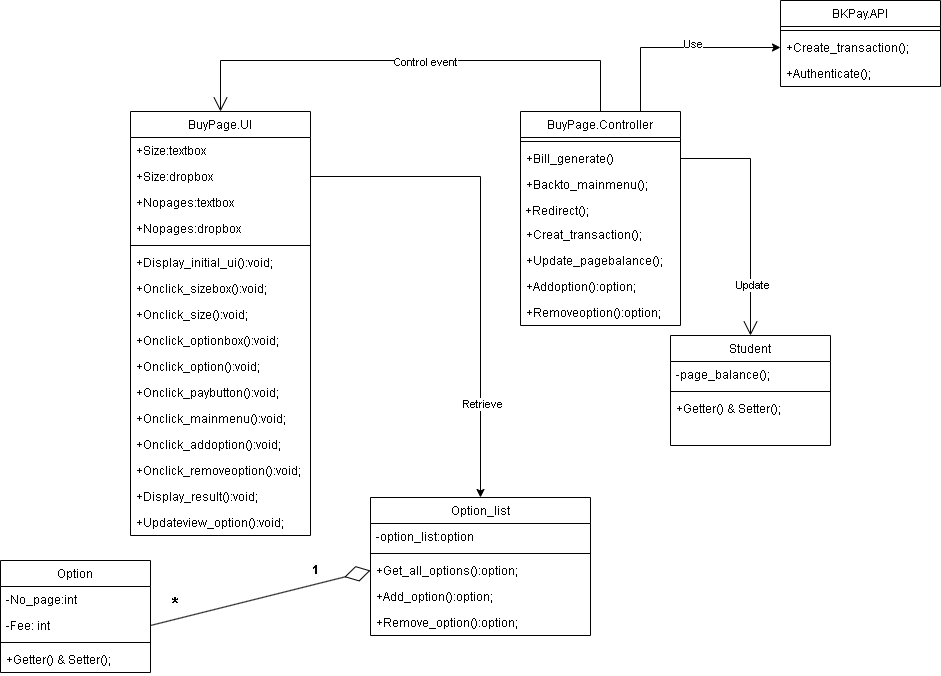 BKPay.API
+Create_transaction();
+Authenticate();
Use
Control event
BuyPage.UI
+Size:textbox
+Size:dropbox
+Nopages:textbox
+Nopages:dropbox
+Display_initial_ui():void;
+Onclick_sizebox():void;
+Onclick_size():void;
+Onclick_optionbox():void;
+Onclick_option():void;
+Onclick_paybutton():void;
+Onclick_mainmenu():void;
+Onclick_addoption():void;
+Onclick_removeoption():void;
+Display_result():void;
+Updateview_option():void;
BuyPage.Controller
+Bill_generate()
+Backto_mainmenu();
+Redirect();
+Creat_transaction();
+Update_pagebalance();
+Addoption():option;
+Removeoption():option;
Update
Student
-page_balance();
+Getter() & Setter();
Retrieve
Option_list
-option_list:option
+Get_all_options():option;
+Add_option():option;
+Remove_option():option;
1
*
Option
-No_page:int
-Fee: int
+Getter() & Setter();